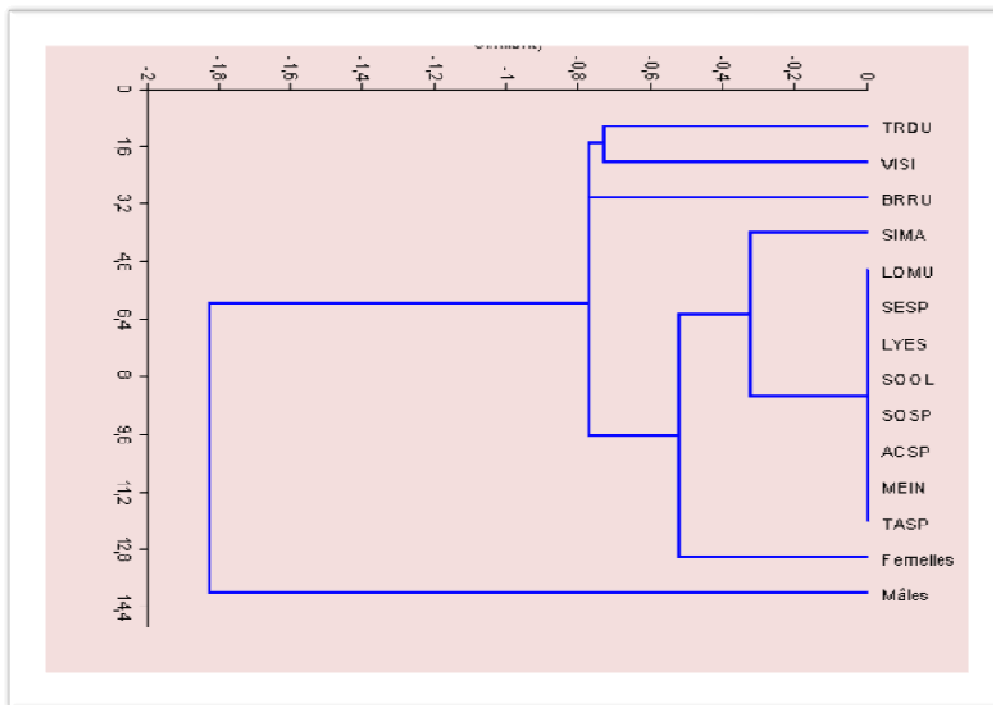 -2
-1,8
-1,6
-1,4
-1,2
-1
-0,8
-0,6
-0,4
-0,2
0
0
1,6
3,2
4,8
6,4
8
9,6
11,2
12,8
14,4
TRDU
VISI
BRRU
SIMA
LOMU
SESP
LYES
SOOL
SOSP
ACSP
MEIN
TASP
Femelles
Mâles